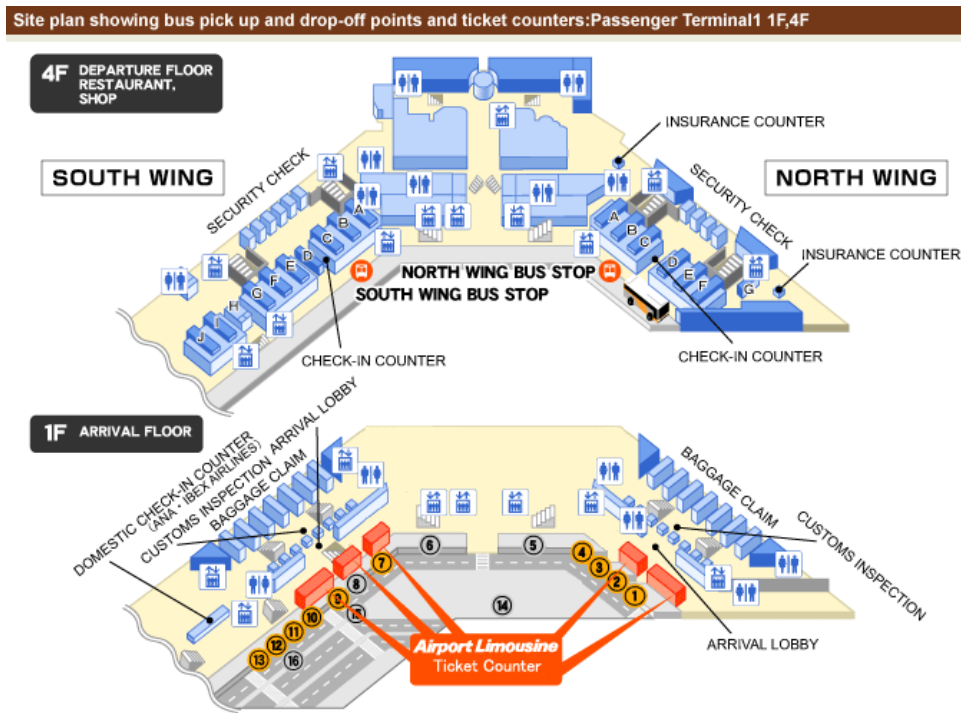 Site plan showing bus pick up and drop-off points and ticket counters:Passenger Terminal1 1F,4F
4F DEPARTURE FLOOR
RESTAURANT,
SHOP
INSURANCE COUNTER
SOUTH WING
SECURITY CHECK
SECURITY CHECK
NORTH WING
A
B
C
D
E
F
G
H
I
J
A
B
C
D
E
F
G
INSURANCE COUNTER
NORTH WING BUS STOP
SOUTH WING BUS STOP
CHECK-IN COUNTER
CHECK-IN COUNTER
1F ARRIVAL FLOOR
DOMESTIC CHECK-IN COUNTER
(ANA・IBEX AIRLINES)
CUSTOMS INSPECTION
BAGGAGE CLAIM
ARRIVAL LOBBY
BAGGAGE CLAIM
CUSTOMS INSPECTION
ARRIVAL LOBBY
7
6
5
4
3
2
1
8
9
10
11
12
13
14
15
16
Airport Limousine
Ticket Counter